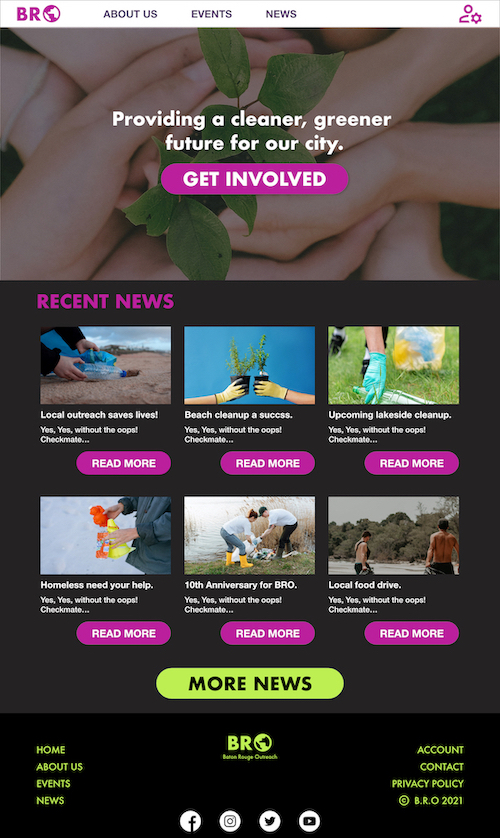 BRO
ABOUT US
EVENTS
NEWS
Providing a cleaner, greener
future for our city.
GET INVOLVED
RECENT NEWS
Local outreach saves lives!
Yes, Yes, without the oops!
Checkmate...
READ MORE
Beach cleanup a succss.
Yes, Yes, without the oops!
Checkmate...
READ MORE
Upcoming lakeside cleanup.
Yes, Yes, without the oops!
Checkmate...
READ MORE
Homeless need your help.
Yes, Yes, without the oops!
Checkmate...
READ MORE
10th Anniversary for BRO.
Yes, Yes, without the oops!
Checkmate...
READ MORE
Local food drive.
Yes, Yes, without the oops!
Checkmate...
READ MORE
MORE NEWS
HOME
ABOUT US
EVENTS
NEWS
BRO
Baton Rouge Outreach
ACCOUNT
CONTACT
PRIVACY POLICY
© B.R.O 2021